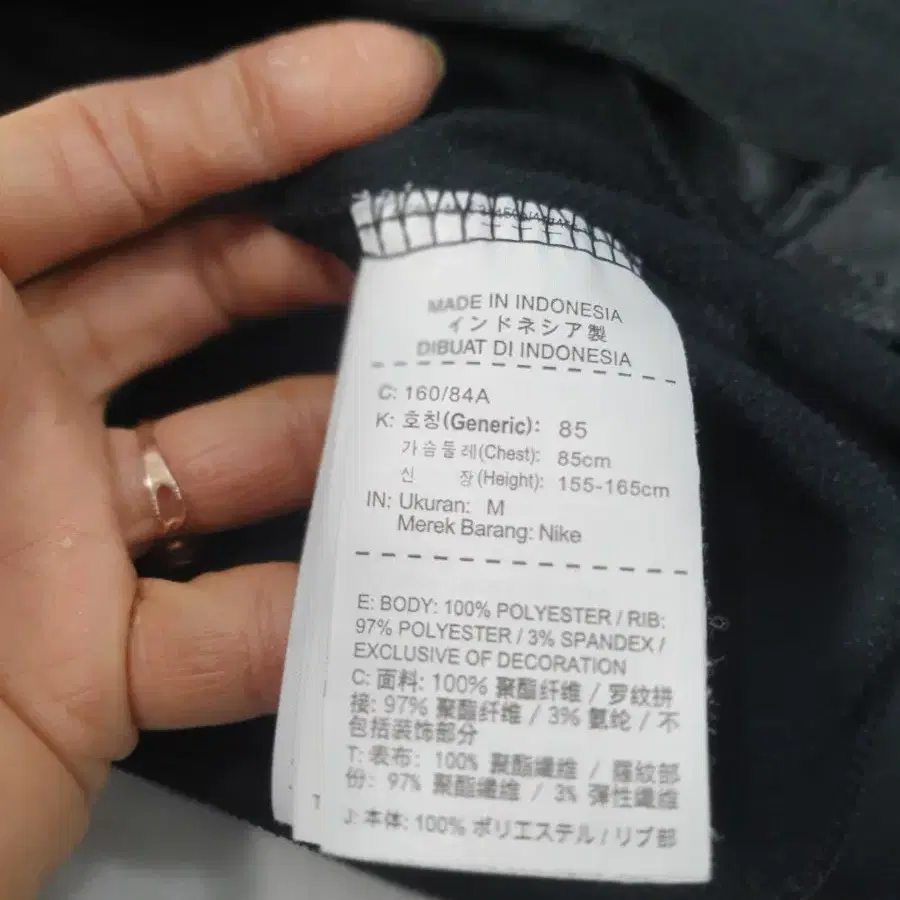 MADE IN INDONESIA
インドネシア製
DIBUAT DI INDONESIA
C: 160/84A
K: 호칭(Generic): 85
가슴둘레(Chest): 85cm
신 장(Height): 155-165cm
IN: Ukuran: M
Merek Barang: Nike
E: BODY: 100% POLYESTER / RIB:
97% POLYESTER / 3% SPANDEX /
EXCLUSIVE OF DECORATION
C: 面料: 100% 聚酯纤维 / 罗纹拼
接: 97% 聚酯纤维 / 3% 氨纶 / 不
包括装饰部分
T: 表布: 100% 聚酯纖維 / 羅紋部
份: 97% 聚酯纖維 / 3% 彈性纖維
J: 本体: 100% ポリエステル / リブ部